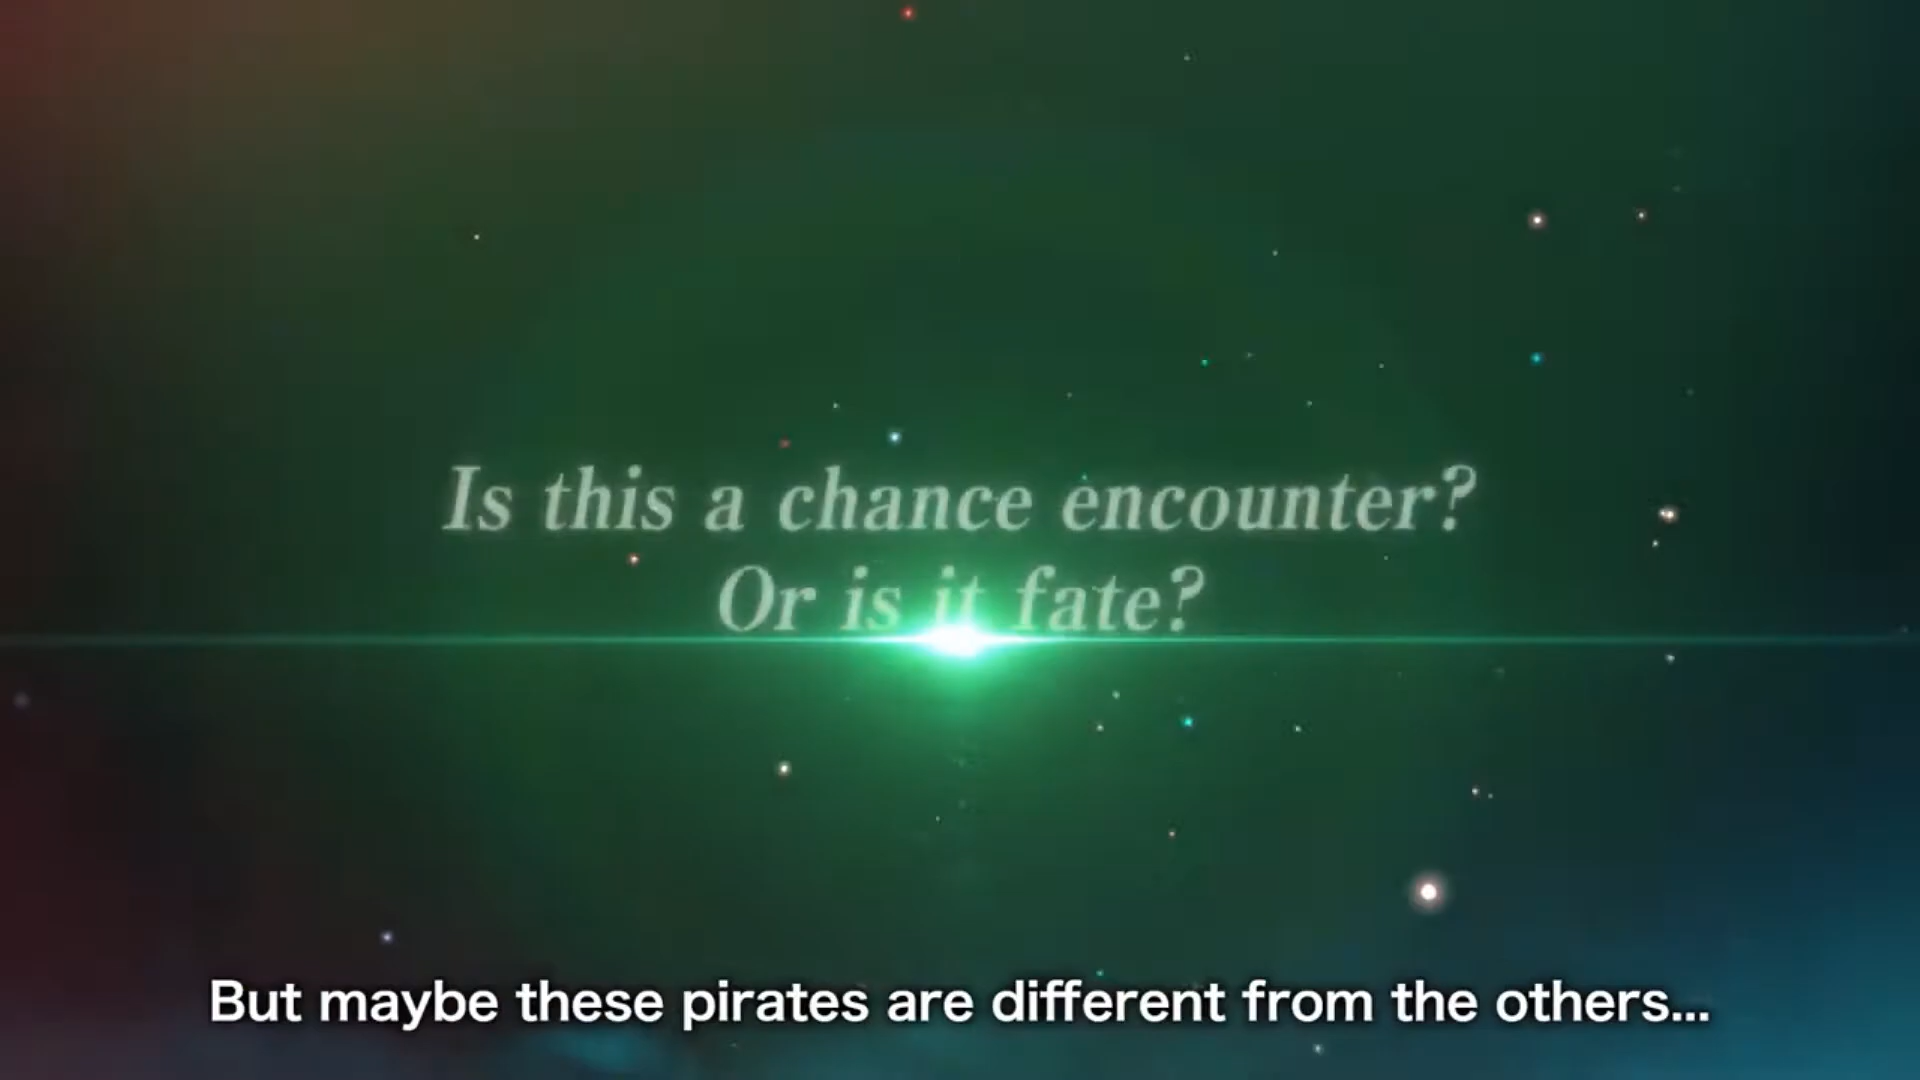 Is this a chance encounter?
Or is it fate?
But maybe these pirates are different from the others...